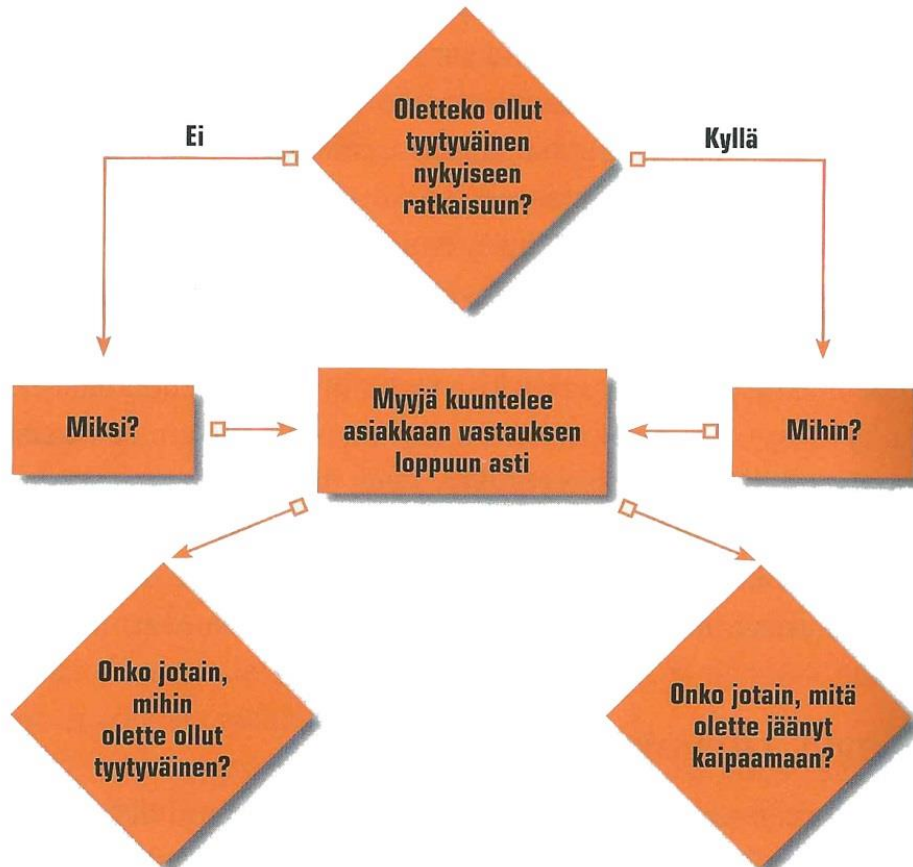 Oletteko ollut
tyytyväinen
nykyiseen
ratkaisuun?
Ei
Kyllä
Miksi?
Myyjä kuuntelee
asiakkaan vastauksen
loppuun asti
Mihin?
Onko jotain,
mihin
olette ollut
tyytyväinen?
Onko jotain, mitä
olette jäänyt
kaipaamaan?